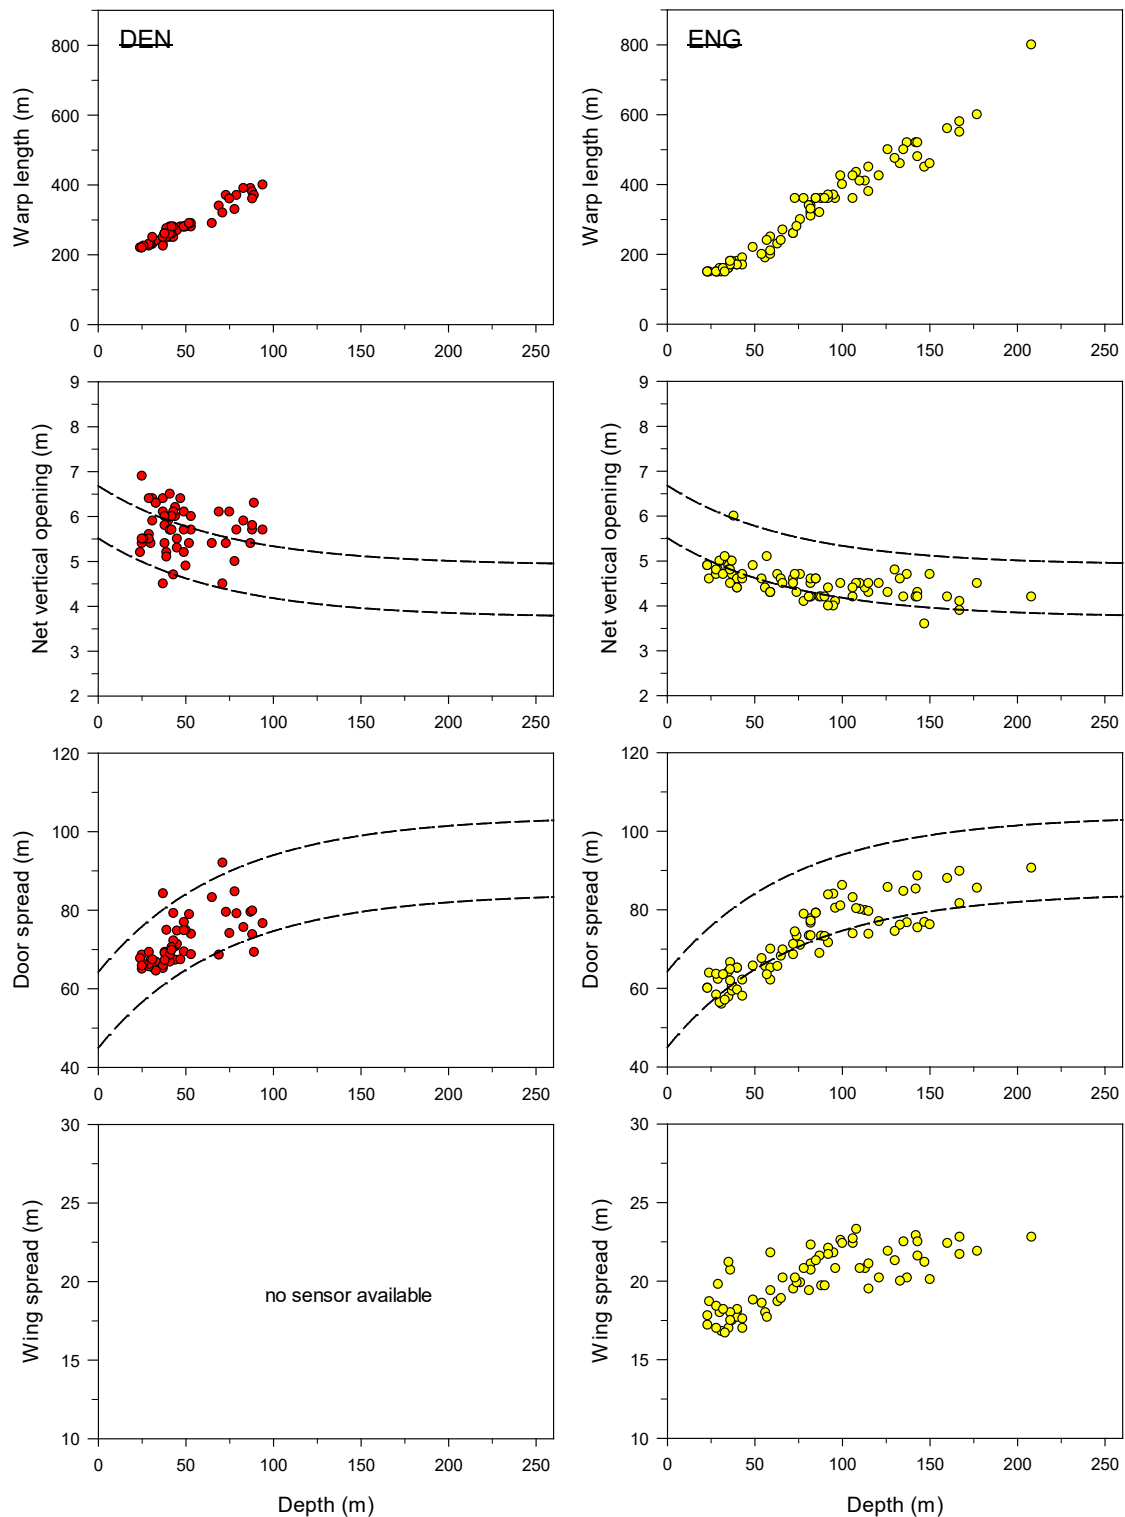 DEN
Warp length (m)
800
600
400
200
0
0 50 100 150 200 250
ENG
Warp length (m)
800
600
400
200
0
0 50 100 150 200 250
Net vertical opening (m)
9
8
7
6
5
4
3
2
0 50 100 150 200 250
Net vertical opening (m)
9
8
7
6
5
4
3
2
0 50 100 150 200 250
Door spread (m)
120
100
80
60
40
0 50 100 150 200 250
Door spread (m)
120
100
80
60
40
0 50 100 150 200 250
Wing spread (m)
30
25
20
15
10
no sensor available
0 50 100 150 200 250
Depth (m)
Wing spread (m)
30
25
20
15
10
0 50 100 150 200 250
Depth (m)